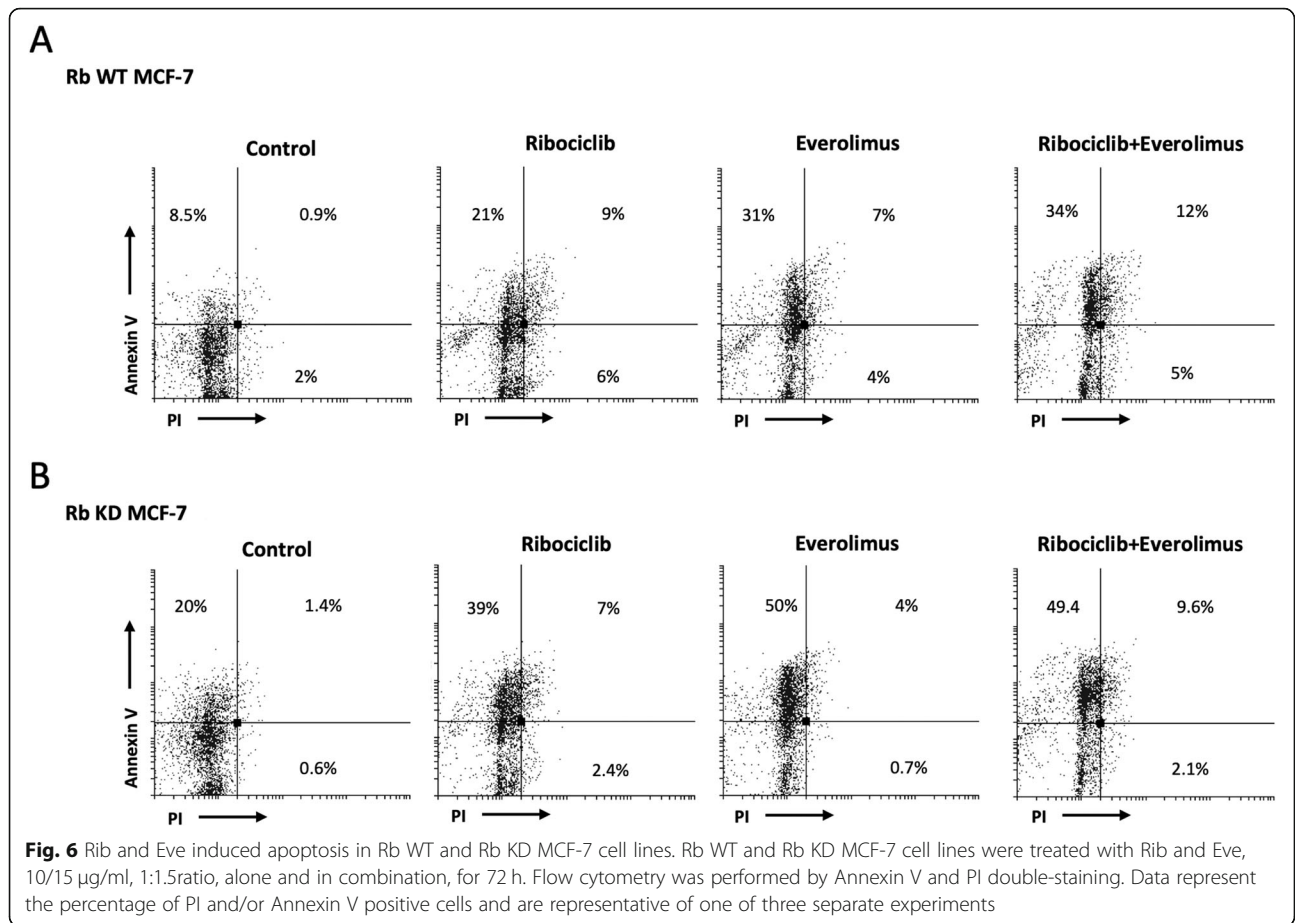 A
Rb WT MCF-7
Control
Ribociclib
Everolimus
Ribociclib+Everolimus
8.5%
0.9%
21%
9%
31%
7%
34%
12%
Annexin V
2%
6%
4%
5%
PI
PI
PI
PI
B
Rb KD MCF-7
Control
Ribociclib
Everolimus
Ribociclib+Everolimus
20%
1.4%
39%
7%
50%
4%
49.4
9.6%
Annexin V
0.6%
2.4%
0.7%
2.1%
PI
PI
PI
PI
Fig. 6 Rib and Eve induced apoptosis in Rb WT and Rb KD MCF-7 cell lines. Rb WT and Rb KD MCF-7 cell lines were treated with Rib and Eve,
10/15 μg/ml, 1:1.5ratio, alone and in combination, for 72 h. Flow cytometry was performed by Annexin V and PI double-staining. Data represent
the percentage of PI and/or Annexin V positive cells and are representative of one of three separate experiments